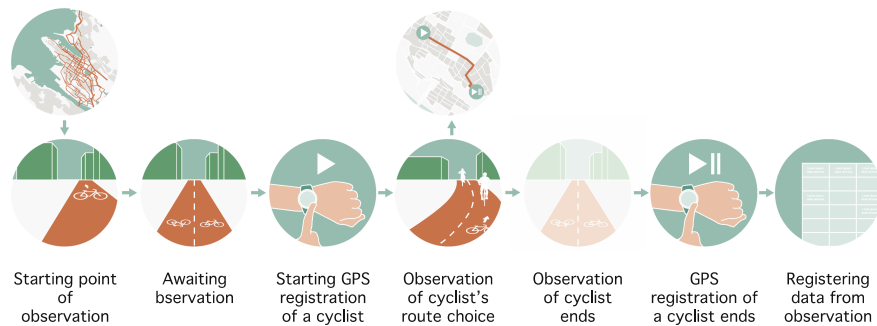 Starting point
of
observation
Awaiting
bservation
Starting GPS
registration
of a cyclist
Observation
of cyclist's
route choice
Observation
of cyclist
ends
GPS
registration of
a cyclist ends
Registering
data from
observation